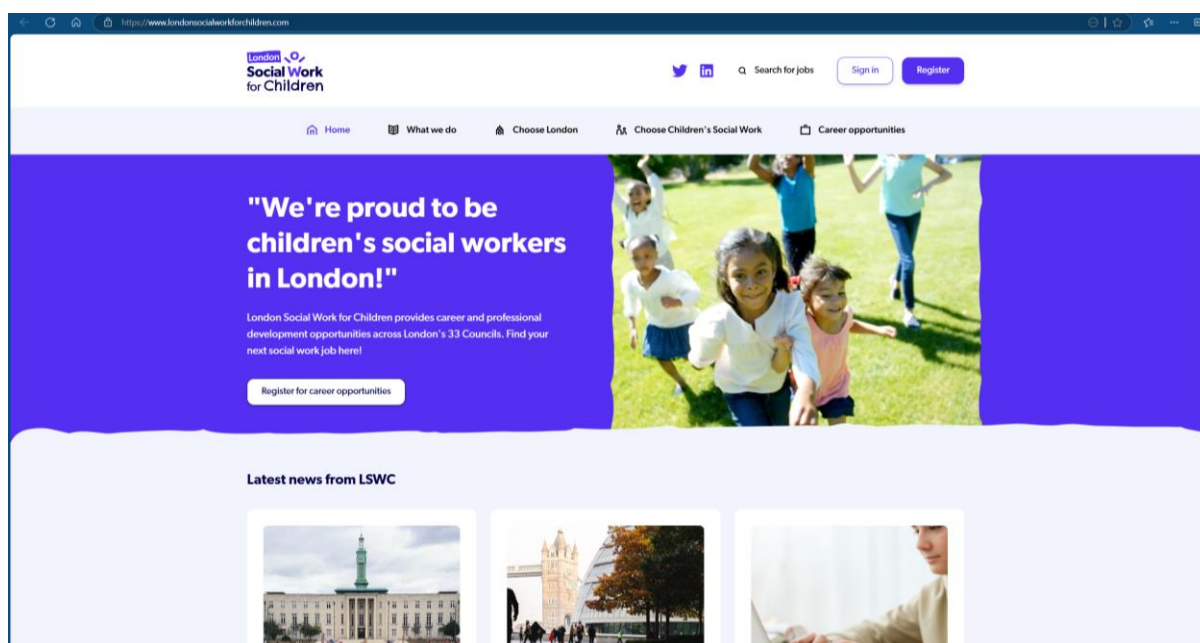 https://www.londonsocialworkforchildren.com
London
Social Work
for Children
Search for jobs
Sign in
Register
Home
What we do
Choose London
Choose Children's Social Work
Career opportunities
"We're proud to be
children's social workers
in London!"
London Social Work for Children provides career and professional
development opportunities across London's 33 Councils. Find your
next social work job here!
Register for career opportunities
Latest news from LSWC